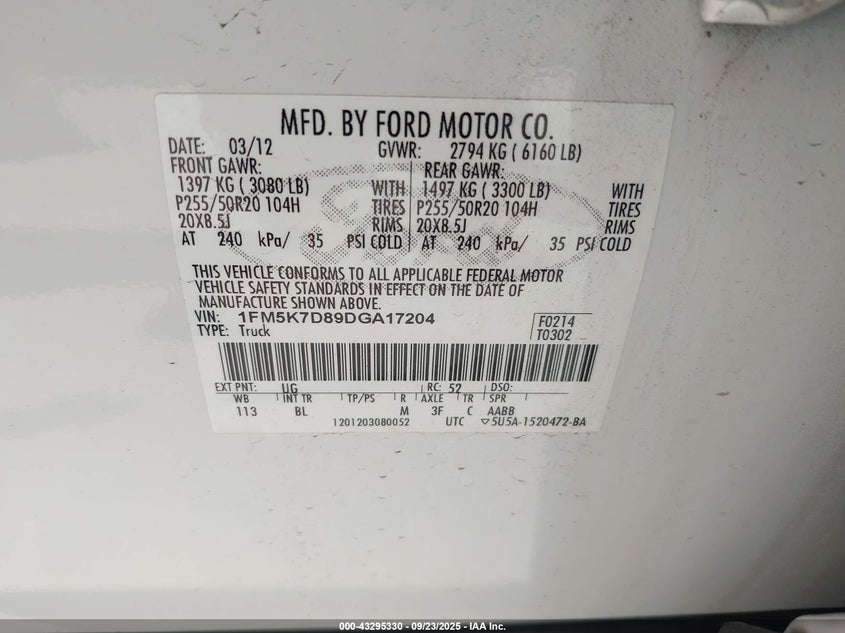 MFD. BY FORD MOTOR CO.
DATE: 03/12 GVWR: 2794 KG ( 6160 LB)
FRONT GAWR: REAR GAWR:
1397 KG ( 3080 LB) WITH 1497 KG ( 3300 LB) WITH
P255/50R20 104H TIRES P255/50R20 104H TIRES
20X8.5J RIMS 20X8.5J RIMS
AT 240 kPa/ 35 PSI COLD AT 240 kPa/ 35 PSI COLD
Ford
THIS VEHICLE CONFORMS TO ALL APPLICABLE FEDERAL MOTOR
VEHICLE SAFETY STANDARDS IN EFFECT ON THE DATE OF
MANUFACTURE SHOWN ABOVE.
VIN: 1FM5K7D89DGA17204 F0214
TYPE: Truck T0302
EXT PNT: UG RC: 52 DSO:
WB INT TR TP/PS R AXLE TR SPR
113 BL M 3F C AABB
1201203080052 UTC ▽5U5A-1520472-BA
000-43295330 - 09/23/2025 - IAA Inc.